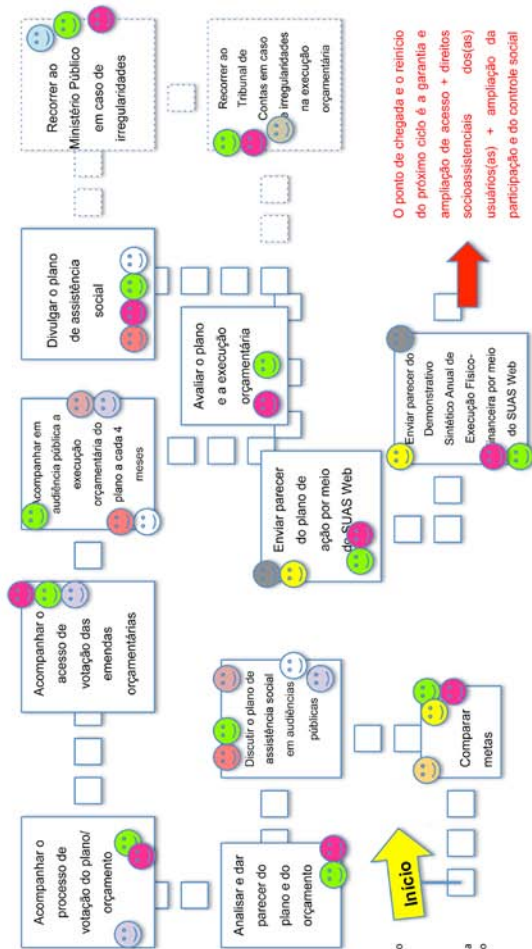 Acompanhar o
processo de
votação do plano/
orçamento
Acompanhar o
acesso de
votação das
emendas
orçamentárias
Acompanhar em
audiência pública a
execução
orçamentária do
plano a cada 4
meses
Divulgar o plano
de assistência
social
Recorrer ao
Ministério Público
em caso de
irregularidades
Analisar e dar
parecer do
plano e do
orçamento
Discutir o plano de
assistência social
em audiências
públicas
Avaliar o plano
e a execução
orçamentária
Recorrer ao
Tribunal de
Contas em caso
e irregularidades
na execução
orçamentária
Enviar parecer
do plano de
ação por meio
do SUAS Web
Início
Comparar
metas
Enviar parecer do
Demonstrativo
Sintético Anual de
Execução Físico-
Financeira por meio
do SUAS Web
O ponto de chegada e o reinício
do próximo ciclo é a garantia e
ampliação de acesso + direitos
socioassistenciais dos(as)
usuários(as) + ampliação da
participação e do controle social
o
a
o